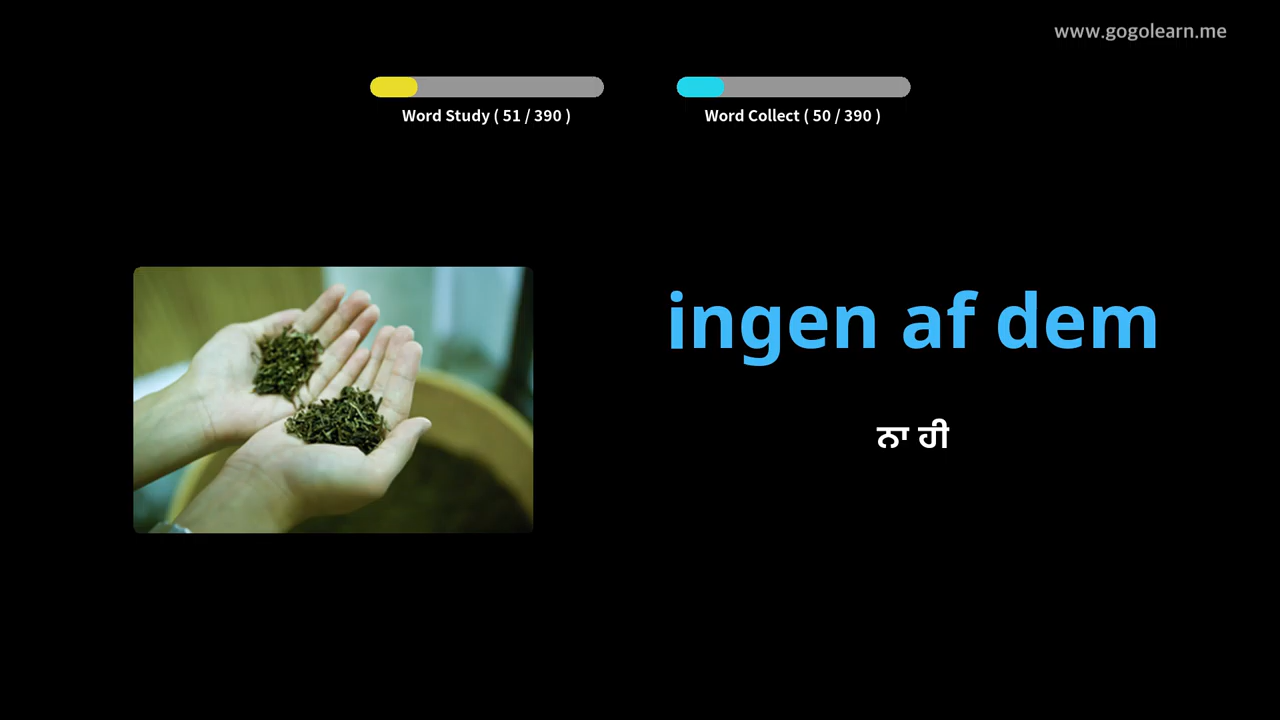 www.gogolearn.me
Word Study ( 51 / 390 )
Word Collect ( 50 / 390 )
ingen af dem
ਨਾ ਹੀ